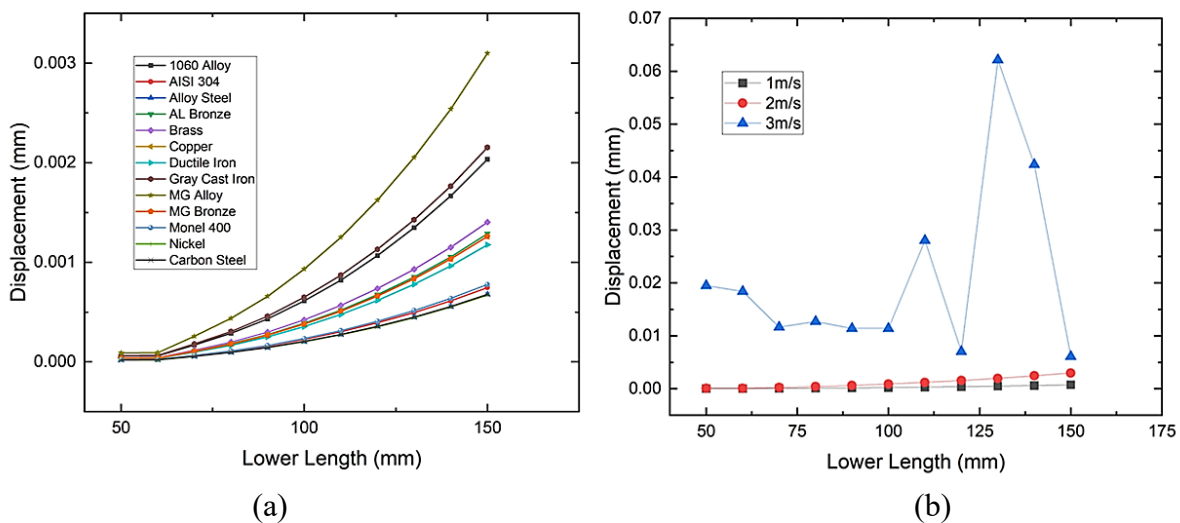 0.003
0.002
0.001
0.000
Displacement (mm)
1060 Alloy
AISI 304
Alloy Steel
AL Bronze
Brass
Copper
Ductile Iron
Gray Cast Iron
MG Alloy
MG Bronze
Monel 400
Nickel
Carbon Steel
50
100
150
Lower Length (mm)
(a)
0.07
0.06
0.05
0.04
0.03
0.02
0.01
0.00
Displacement (mm)
1m/s
2m/s
3m/s
50
75
100
125
150
175
Lower Length (mm)
(b)